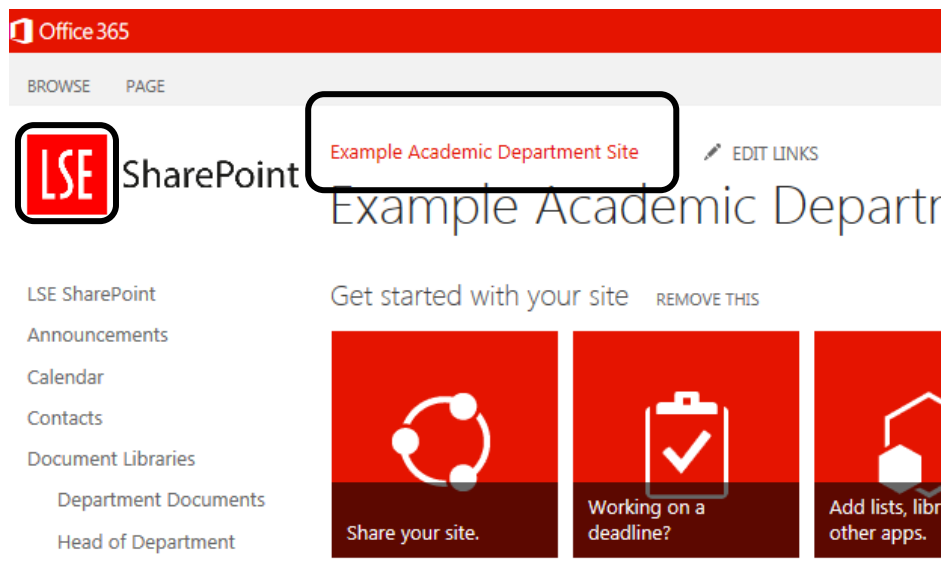 Office 365
BROWSE PAGE
Example Academic Department Site EDIT LINKS
LSE SharePoint
Example Academic
Get started with your site REMOVE THIS
LSE SharePoint
Announcements
Calendar
Contacts
Document Libraries
Department Documents
Head of Department
Share your site.
Working on a
deadline?
Add lists,
other apps.